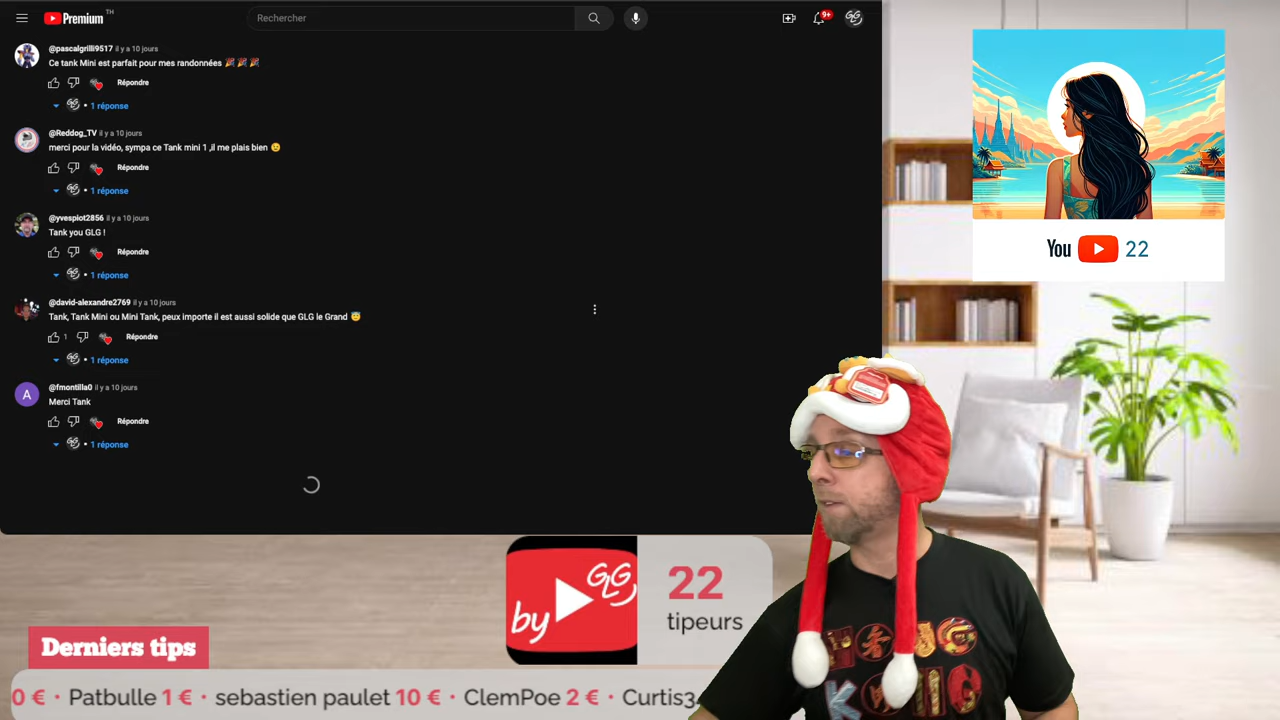 Premium TH
Rechercher
9+
@pascalgrilli9517 il y a 10 jours
Ce tank Mini est parfait pour mes randonnées 🎉 🎉 🎉
Répondre
• 1 réponse
@Reddog_TV il y a 10 jours
merci pour la vidéo, sympa ce Tank mini 1 ,il me plais bien 😉
Répondre
• 1 réponse
@yvespiot2856 il y a 10 jours
Tank you GLG !
Répondre
• 1 réponse
@david-alexandre2769 il y a 10 jours
Tank, Tank Mini ou Mini Tank, peux importe il est aussi solide que GLG le Grand 😇
1 Répondre
• 1 réponse
A
@fmontilla0 il y a 10 jours
Merci Tank
Répondre
• 1 réponse
You 22
by GLG
22
tipeurs
Derniers tips
0 € • Patbulle 1 € • sebastien paulet 10 € • ClemPoe 2 € • Curtis3